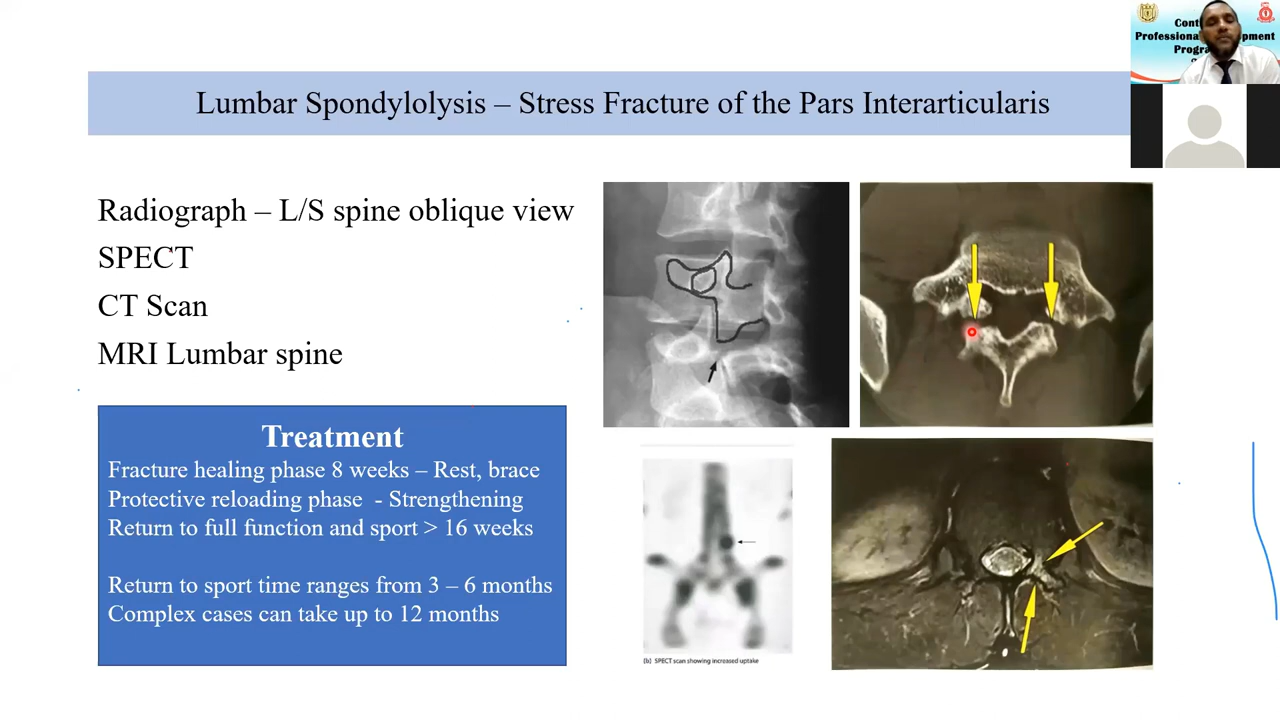 Lumbar Spondylolysis – Stress Fracture of the Pars Interarticularis
Radiograph – L/S spine oblique view
SPECT
CT Scan
MRI Lumbar spine
Treatment
Fracture healing phase 8 weeks – Rest, brace
Protective reloading phase - Strengthening
Return to full function and sport > 16 weeks
Return to sport time ranges from 3 – 6 months
Complex cases can take up to 12 months
(b) SPECT scan showing increased uptake